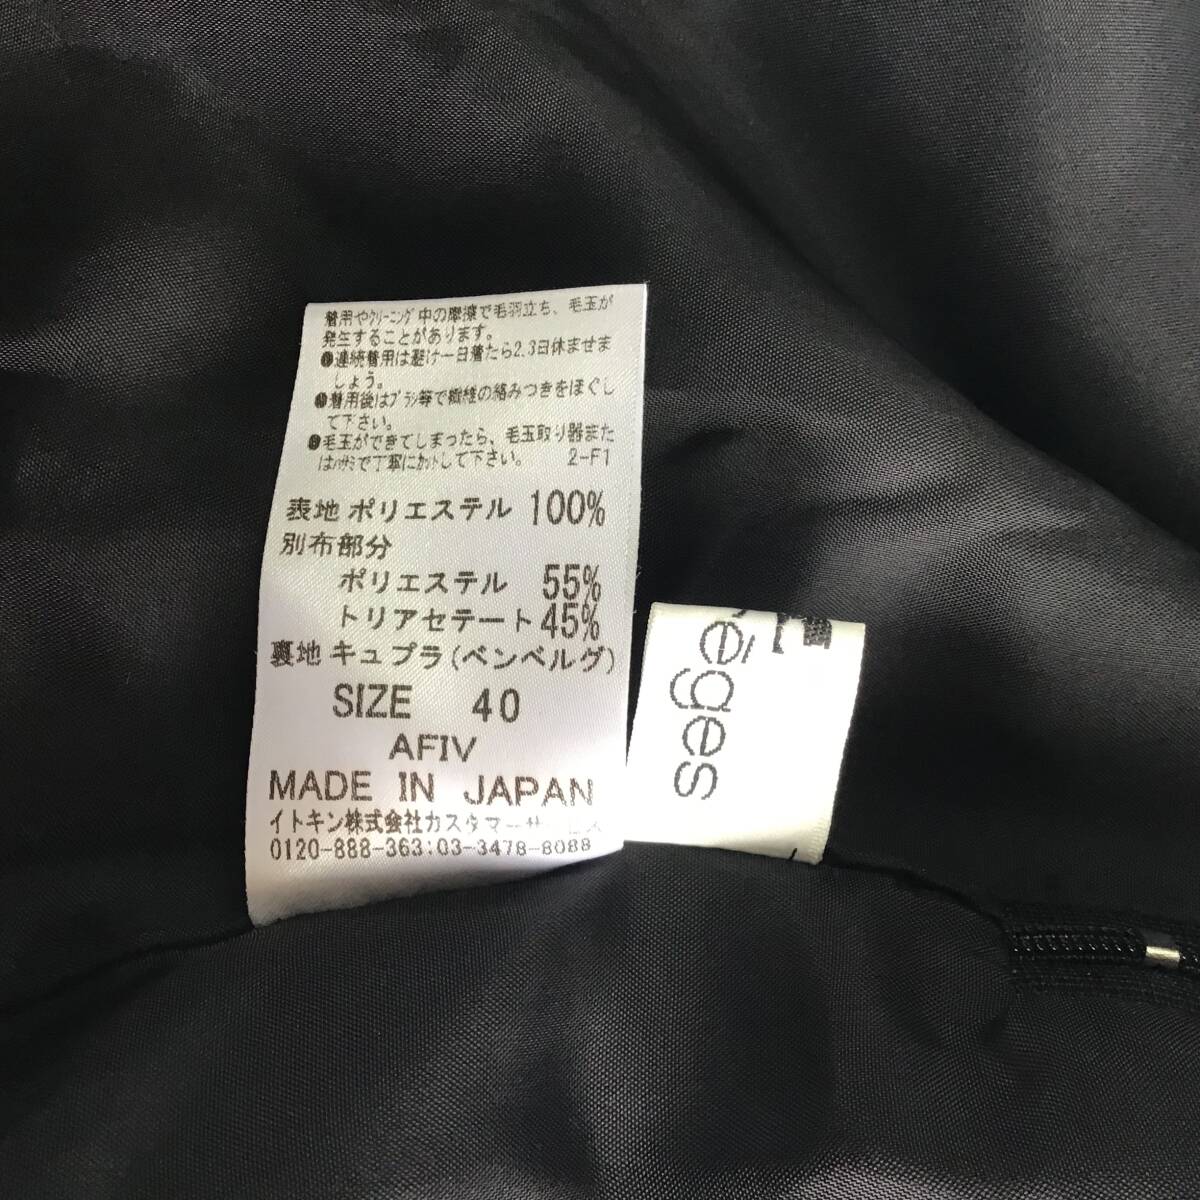 着用やクリーニング中の摩擦で毛羽立ち、毛玉が
発生することがあります。
●連続着用は避け一日着たら2.3日休ませま
しょう。
●着用後はブラシ等で繊維の絡みつきをほぐし
て下さい。
●毛玉ができてしまったら、毛玉取り器また
はハサミで丁寧にカットして下さい。 2-F1
表地 ポリエステル 100%
別布部分
ポリエステル 55%
トリアセテート 45%
裏地 キュプラ(ベンベルグ)
SIZE 40
AFIV
MADE IN JAPAN
イトキン株式会社カスタマーサービス
0120-888-363:03-3478-8088
èges